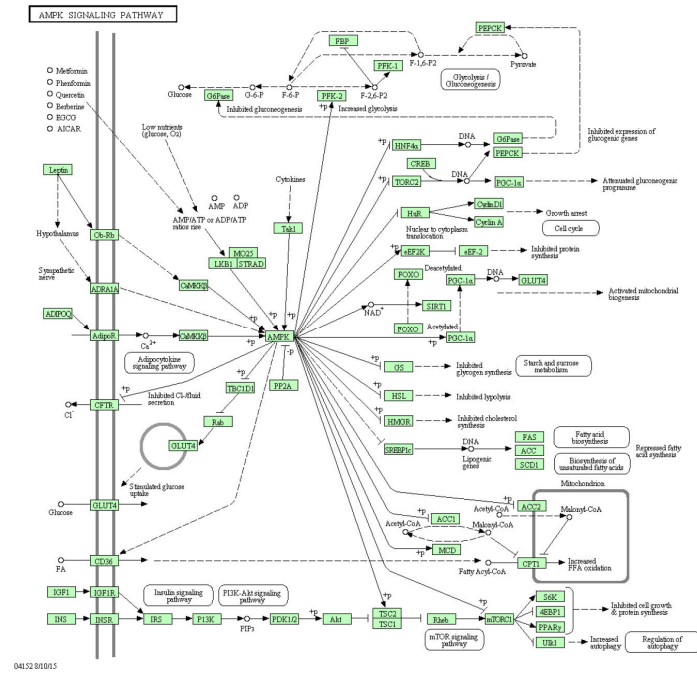 AMPK SIGNALING PATHWAY
Metformin
Phenformin
Quercetin
Berberine
EGCG
AICAR
Low nutrients
(glucose, O2)
Glucose
G6Pase
G-6-P
F-6-P
FBP
PFK-1
PFK-2
F-2,6-P2
F-1,6-P2
PEPCK
Pyruvate
Glycolysis /
Gluconeogenesis
Inhibited gluconeogenesis
+p
Increased glycolysis
Leptin
Hypothalamus
Sympathetic
nerve
Ob-Rb
ADRA1A
ADIPOQ
AdipoR
Ca2+
CaMKKβ
CaMKKβ
Adipocytokine
signaling pathway
AMP
ADP
AMP/ATP or ADP/ATP
ratios rise
MO25
LKB1
STRAD
Cytokines
Tak1
+p
+p
+p
+p
+p
AMPK
-p
PP2A
+p
HNF4α
DNA
G6Pase
PEPCK
Inhibited expression of
glucogenic genes
CREB
+p
TORC2
DNA
PGC-1α
Attenuated gluconeogenic
programme
HuR
CyclinD1
Cyclin A
Growth arrest
Cell cycle
Nuclear to cytoplasm
translocation
+p
eEF2K
eEF-2
Inhibited protein
synthesis
FOXO
Deacetylated
PGC-1α
DNA
GLUT4
NAD+
SIRT1
Activated mitochondrial
biogenesis
FOXO
Acetylated
+p
PGC-1α
+p
GS
Inhibited
glycogen synthesis
Starch and sucrose
metabolism
+p
HSL
Inhibited lypolysis
+p
HMGR
Inhibited cholesterol
synthesis
SREBP1c
DNA
Lipogenic
genes
FAS
ACC
SCD1
Fatty acid
biosynthesis
Biosynthesis of
unsaturated fatty acids
Repressed fatty
acid synthesis
+p
CFTR
Cl-
Inhibited Cl-/fluid
secretion
+p
TBC1D1
Rab
GLUT4
Stimulated glucose
uptake
Glucose
GLUT4
FA
CD36
Mitochondrion
+p
ACC2
Acetyl-CoA
Malonyl-CoA
+p
ACC1
Acetyl-CoA
Malonyl-CoA
+p
MCD
Fatty Acyl-CoA
CPT1
Increased
FFA oxidation
IGF1
IGF1R
INS
INSR
Insulin signaling
pathway
PI3K-Akt signaling
pathway
IRS
P13K
PIP3
PDK1/2
+p
Akt
+p
TSC2
TSC1
Rheb
+p
mTORC1
mTOR signaling
pathway
S6K
4EBP1
PPARγ
Ulk1
Inhibited cell growth
& protein synthesis
Increased
autophagy
Regulation of
autophagy
04152 8/10/15